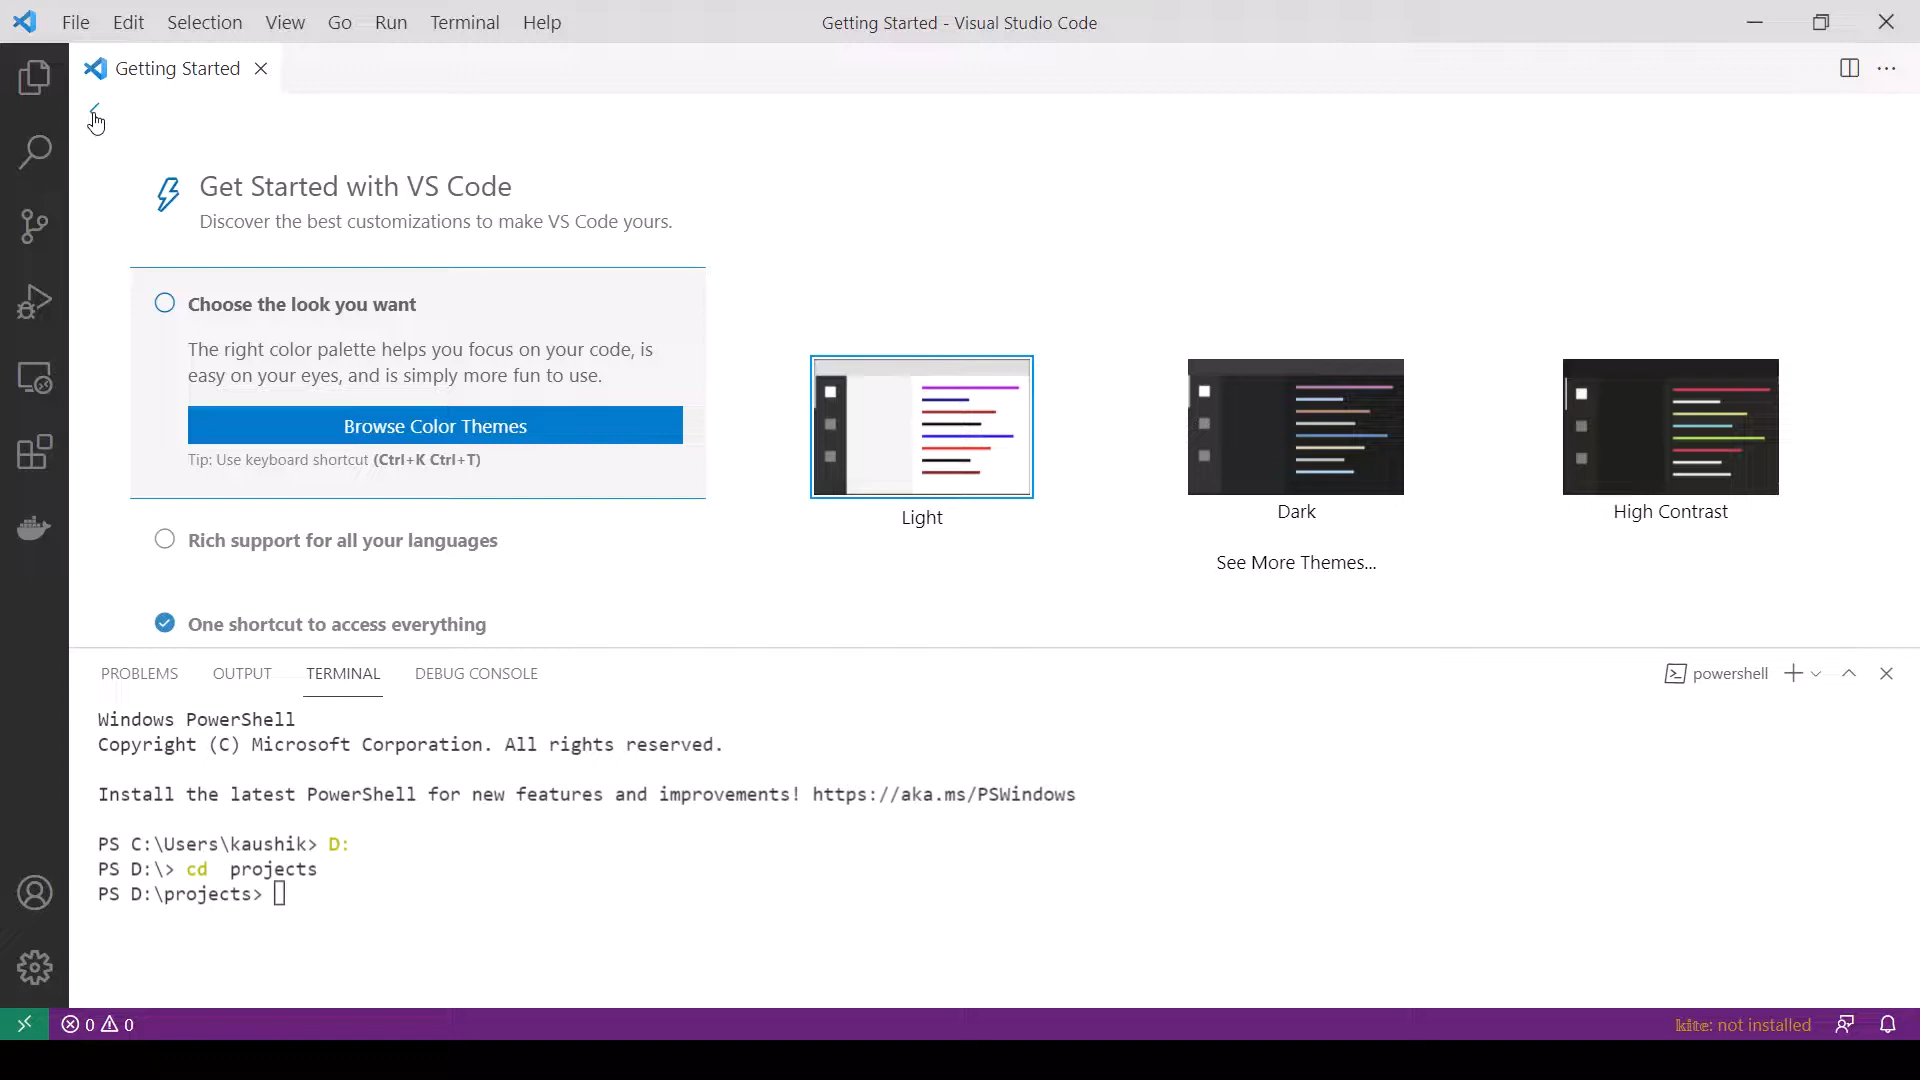 File Edit Selection View Go Run Terminal Help
Getting Started - Visual Studio Code
Getting Started
Get Started with VS Code
Discover the best customizations to make VS Code yours.
Choose the look you want
The right color palette helps you focus on your code, is
easy on your eyes, and is simply more fun to use.
Browse Color Themes
Tip: Use keyboard shortcut (Ctrl+K Ctrl+T)
Light
Dark
High Contrast
See More Themes...
Rich support for all your languages
One shortcut to access everything
PROBLEMS OUTPUT TERMINAL DEBUG CONSOLE
powershell
Windows PowerShell
Copyright (C) Microsoft Corporation. All rights reserved.
Install the latest PowerShell for new features and improvements! https://aka.ms/PSWindows
PS C:\Users\kaushik> D:
PS D:\> cd  projects
PS D:\projects>
0 0
kite: not installed